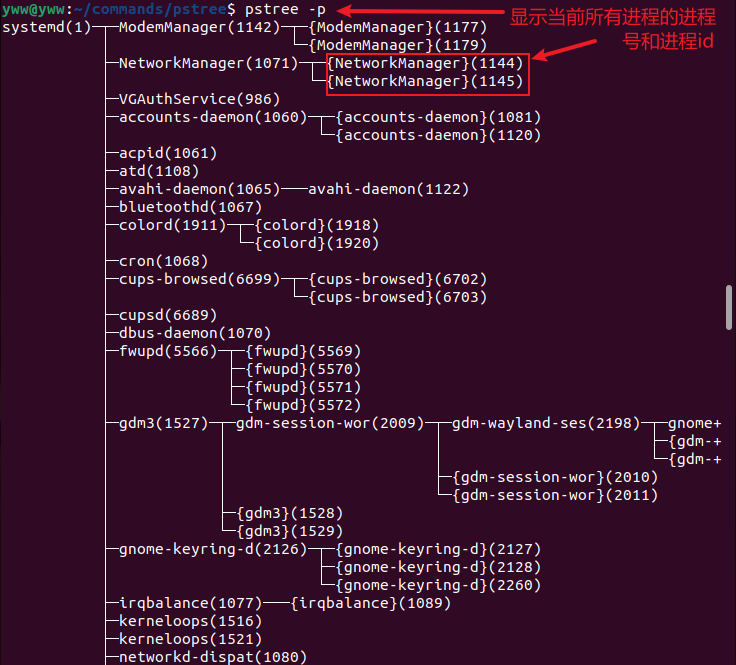 yww@yww:~/commands/pstree$ pstree -p
显示当前所有进程的进程
号和进程id
systemd(1)─┬─ModemManager(1142)─┬─{ModemManager}(1177)
           │                    └─{ModemManager}(1179)
           ├─NetworkManager(1071)─┬─{NetworkManager}(1144)
           │                      └─{NetworkManager}(1145)
           ├─VGAuthService(986)
           ├─accounts-daemon(1060)─┬─{accounts-daemon}(1081)
           │                       └─{accounts-daemon}(1120)
           ├─acpid(1061)
           ├─atd(1108)
           ├─avahi-daemon(1065)───avahi-daemon(1122)
           ├─bluetoothd(1067)
           ├─colord(1911)─┬─{colord}(1918)
           │              └─{colord}(1920)
           ├─cron(1068)
           ├─cups-browsed(6699)─┬─{cups-browsed}(6702)
           │                    └─{cups-browsed}(6703)
           ├─cupsd(6689)
           ├─dbus-daemon(1070)
           ├─fwupd(5566)─┬─{fwupd}(5569)
           │             ├─{fwupd}(5570)
           │             ├─{fwupd}(5571)
           │             └─{fwupd}(5572)
           ├─gdm3(1527)─┬─gdm-session-wor(2009)─┬─gdm-wayland-ses(2198)─┬─gnome+
           │            │                       │                       ├─{gdm-+
           │            │                       │                       └─{gdm-+
           │            │                       ├─{gdm-session-wor}(2010)
           │            │                       └─{gdm-session-wor}(2011)
           │            ├─{gdm3}(1528)
           │            └─{gdm3}(1529)
           ├─gnome-keyring-d(2126)─┬─{gnome-keyring-d}(2127)
           │                       ├─{gnome-keyring-d}(2128)
           │                       └─{gnome-keyring-d}(2260)
           ├─irqbalance(1077)───{irqbalance}(1089)
           ├─kerneloops(1516)
           ├─kerneloops(1521)
           ├─networkd-dispat(1080)